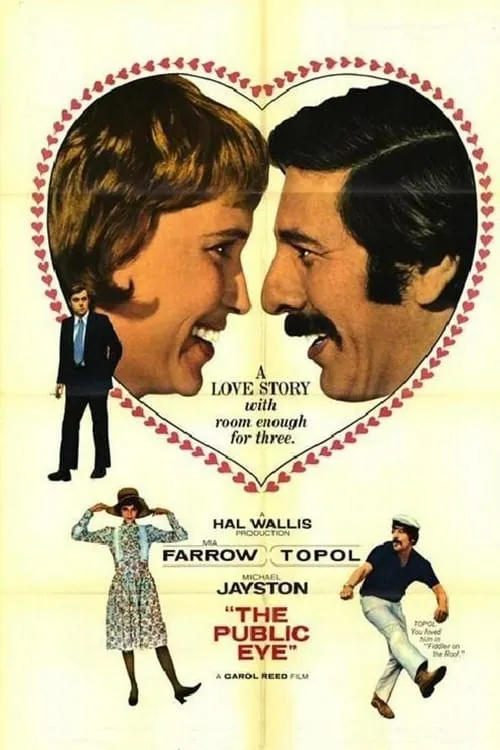 A
LOVE STORY
with
room enough
for three.
A
HAL WALLIS
PRODUCTION
MIA
FARROW TOPOL
MICHAEL
JAYSTON
"THE
PUBLIC
EYE"
A CAROL REED FILM
TOPOL.
You loved
him in
"Fiddler on
the Roof."